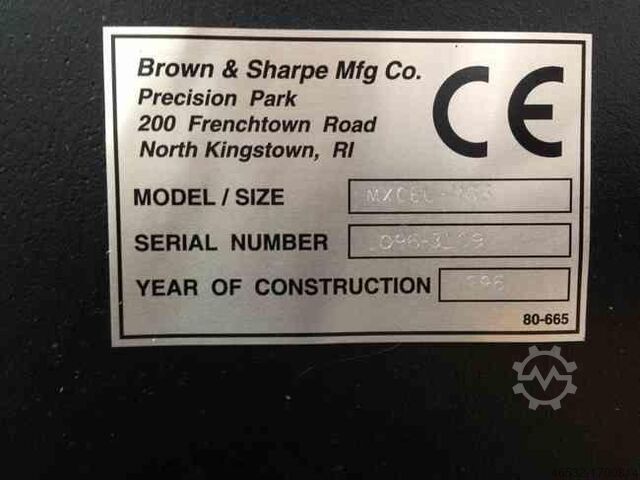 Brown & Sharpe Mfg Co.
Precision Park
200 Frenchtown Road
North Kingstown, RI
CE
MODEL / SIZE
SERIAL NUMBER
YEAR OF CONSTRUCTION
80-665